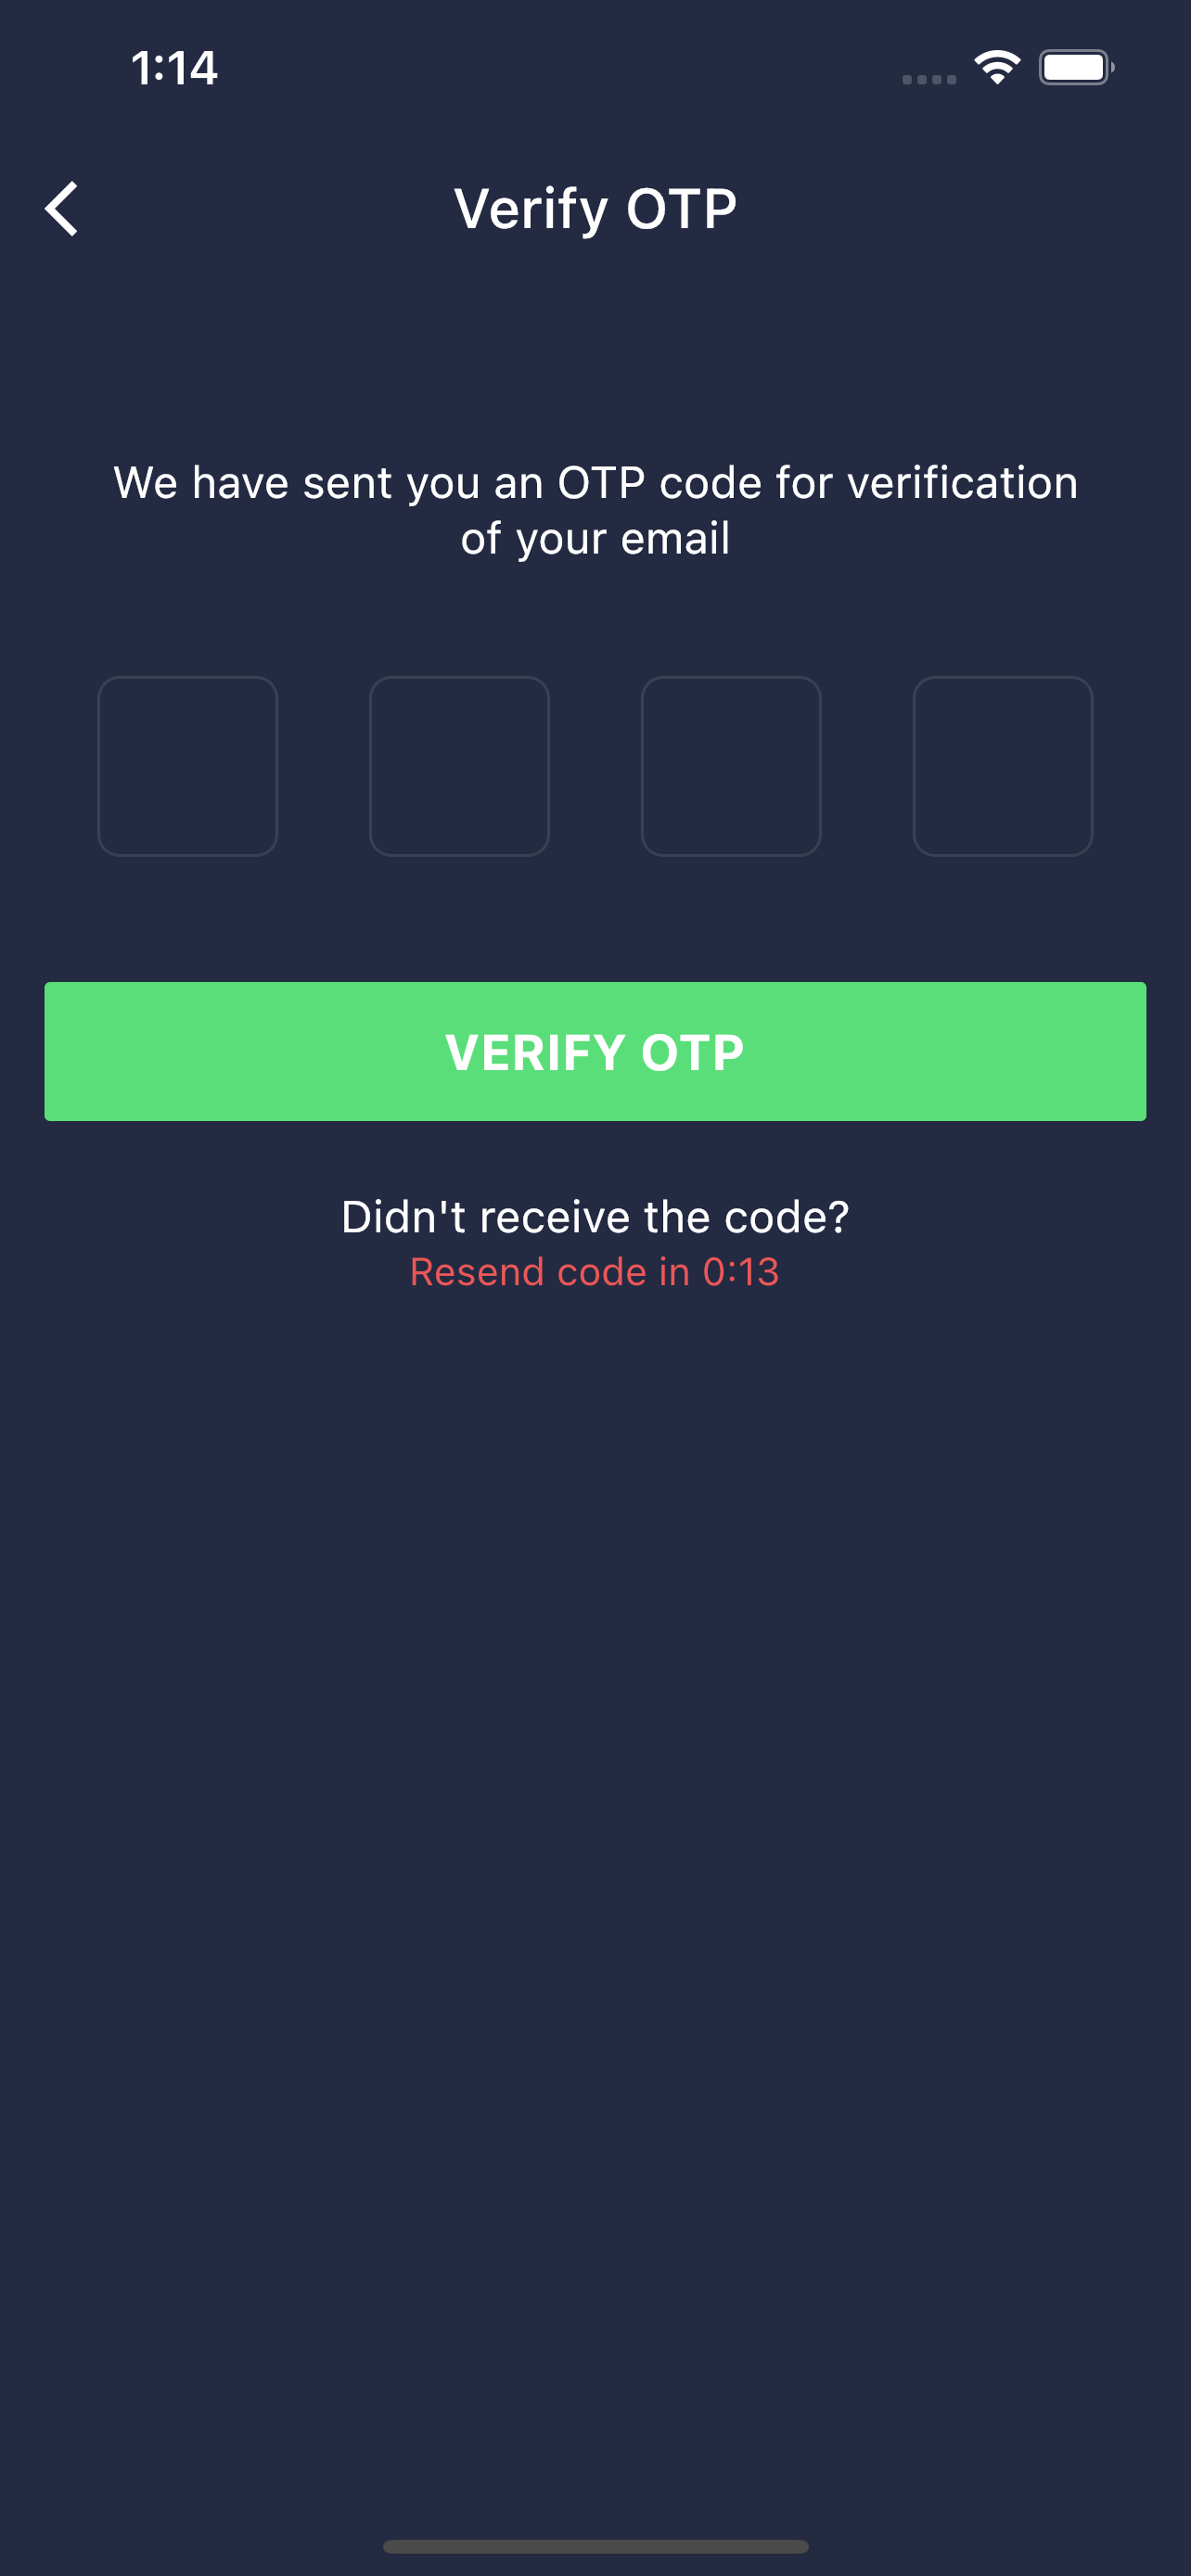 1:14
Verify OTP
We have sent you an OTP code for verification
of your email
VERIFY OTP
Didn't receive the code?
Resend code in 0:13